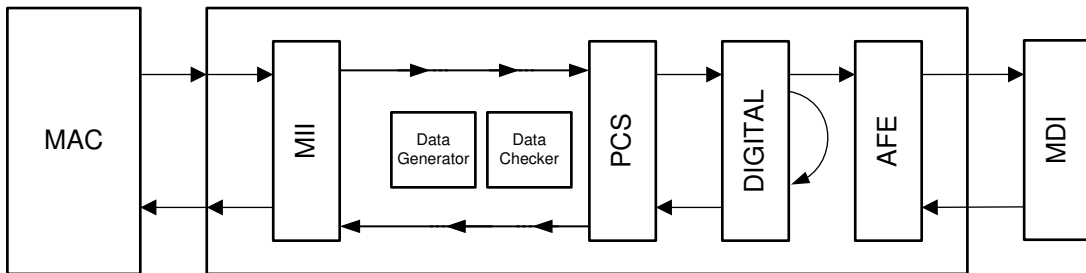 MAC
MII
Data
Generator
Data
Checker
PCS
DIGITAL
AFE
MDI